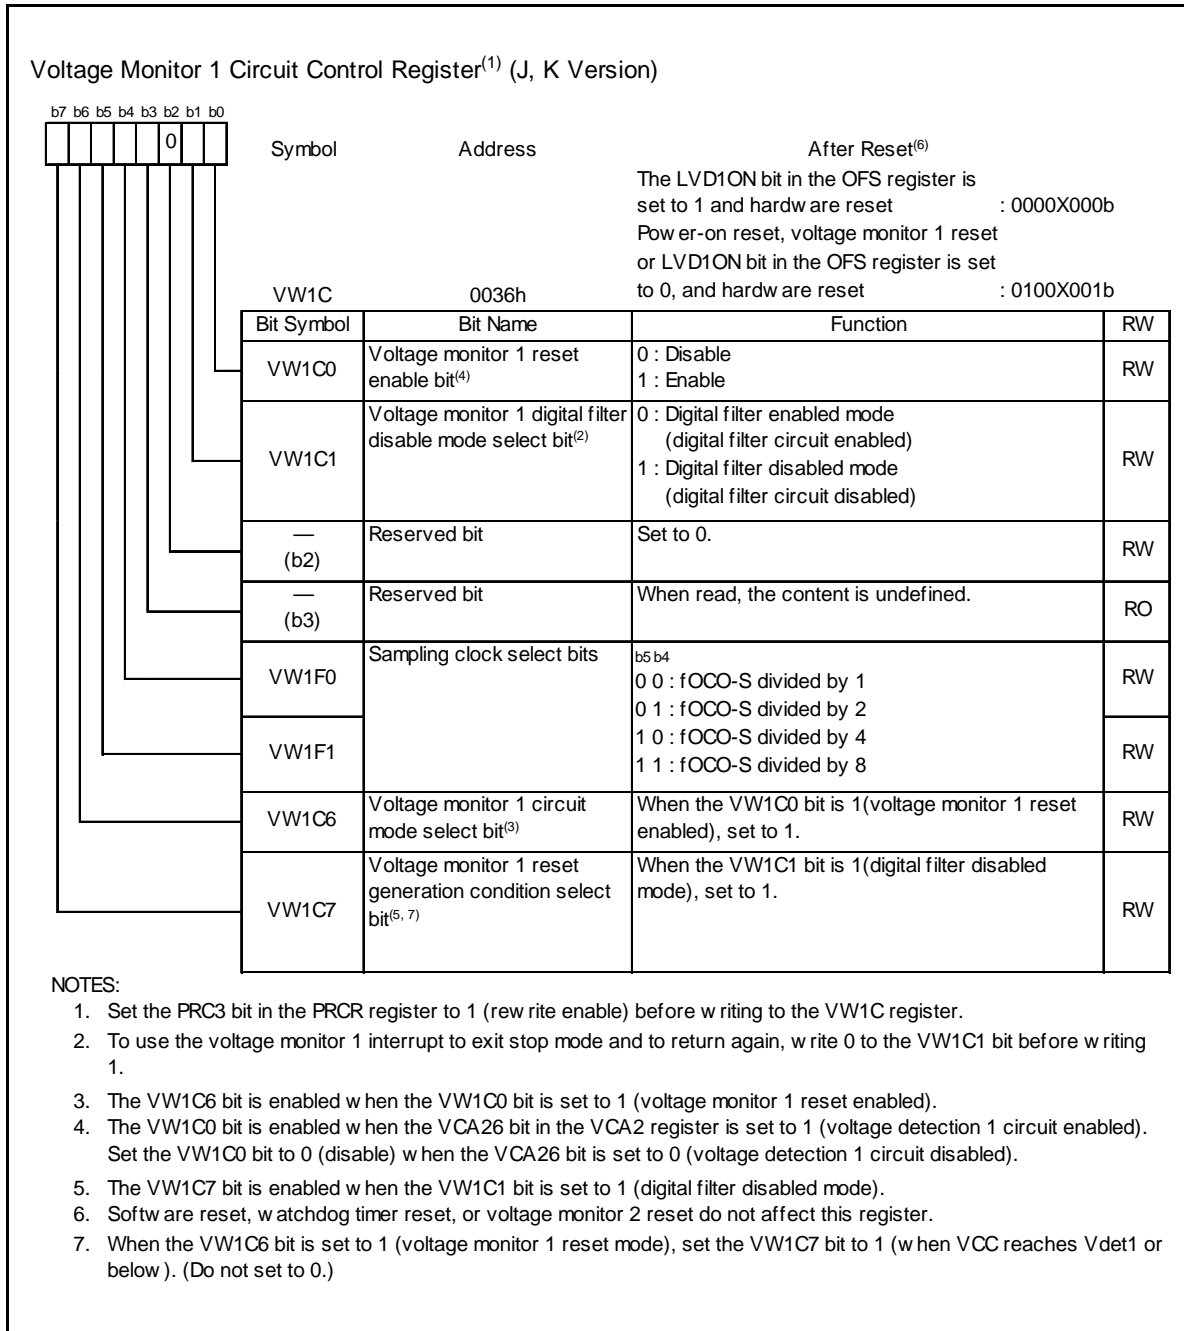 Voltage Monitor 1 Circuit Control Register(1) (J, K Version)
b7 b6 b5 b4 b3 b2 b1 b0
0
Symbol Address After Reset(6)
The LVD1ON bit in the OFS register is
set to 1 and hardware reset : 0000X000b
Power-on reset, voltage monitor 1 reset
or LVD1ON bit in the OFS register is set
VW1C 0036h to 0, and hardware reset : 0100X001b
Bit Symbol Bit Name Function RW
VW1C0 Voltage monitor 1 reset 0 : Disable RW
enable bit(4) 1 : Enable
Voltage monitor 1 digital filter 0 : Digital filter enabled mode
disable mode select bit(2) (digital filter circuit enabled)
VW1C1 1 : Digital filter disabled mode RW
(digital filter circuit disabled)
— Reserved bit Set to 0. RW
(b2)
— Reserved bit When read, the content is undefined. RO
(b3)
Sampling clock select bits b5 b4
VW1F0 0 0 : fOCO-S divided by 1 RW
0 1 : fOCO-S divided by 2
VW1F1 1 0 : fOCO-S divided by 4 RW
1 1 : fOCO-S divided by 8
VW1C6 Voltage monitor 1 circuit When the VW1C0 bit is 1(voltage monitor 1 reset RW
mode select bit(3) enabled), set to 1.
Voltage monitor 1 reset When the VW1C1 bit is 1(digital filter disabled
generation condition select mode), set to 1.
VW1C7 bit(5, 7) RW
NOTES:
1. Set the PRC3 bit in the PRCR register to 1 (rewrite enable) before writing to the VW1C register.
2. To use the voltage monitor 1 interrupt to exit stop mode and to return again, write 0 to the VW1C1 bit before writing
1.
3. The VW1C6 bit is enabled when the VW1C0 bit is set to 1 (voltage monitor 1 reset enabled).
4. The VW1C0 bit is enabled when the VCA26 bit in the VCA2 register is set to 1 (voltage detection 1 circuit enabled).
Set the VW1C0 bit to 0 (disable) when the VCA26 bit is set to 0 (voltage detection 1 circuit disabled).
5. The VW1C7 bit is enabled when the VW1C1 bit is set to 1 (digital filter disabled mode).
6. Software reset, watchdog timer reset, or voltage monitor 2 reset do not affect this register.
7. When the VW1C6 bit is set to 1 (voltage monitor 1 reset mode), set the VW1C7 bit to 1 (when VCC reaches Vdet1 or
below). (Do not set to 0.)